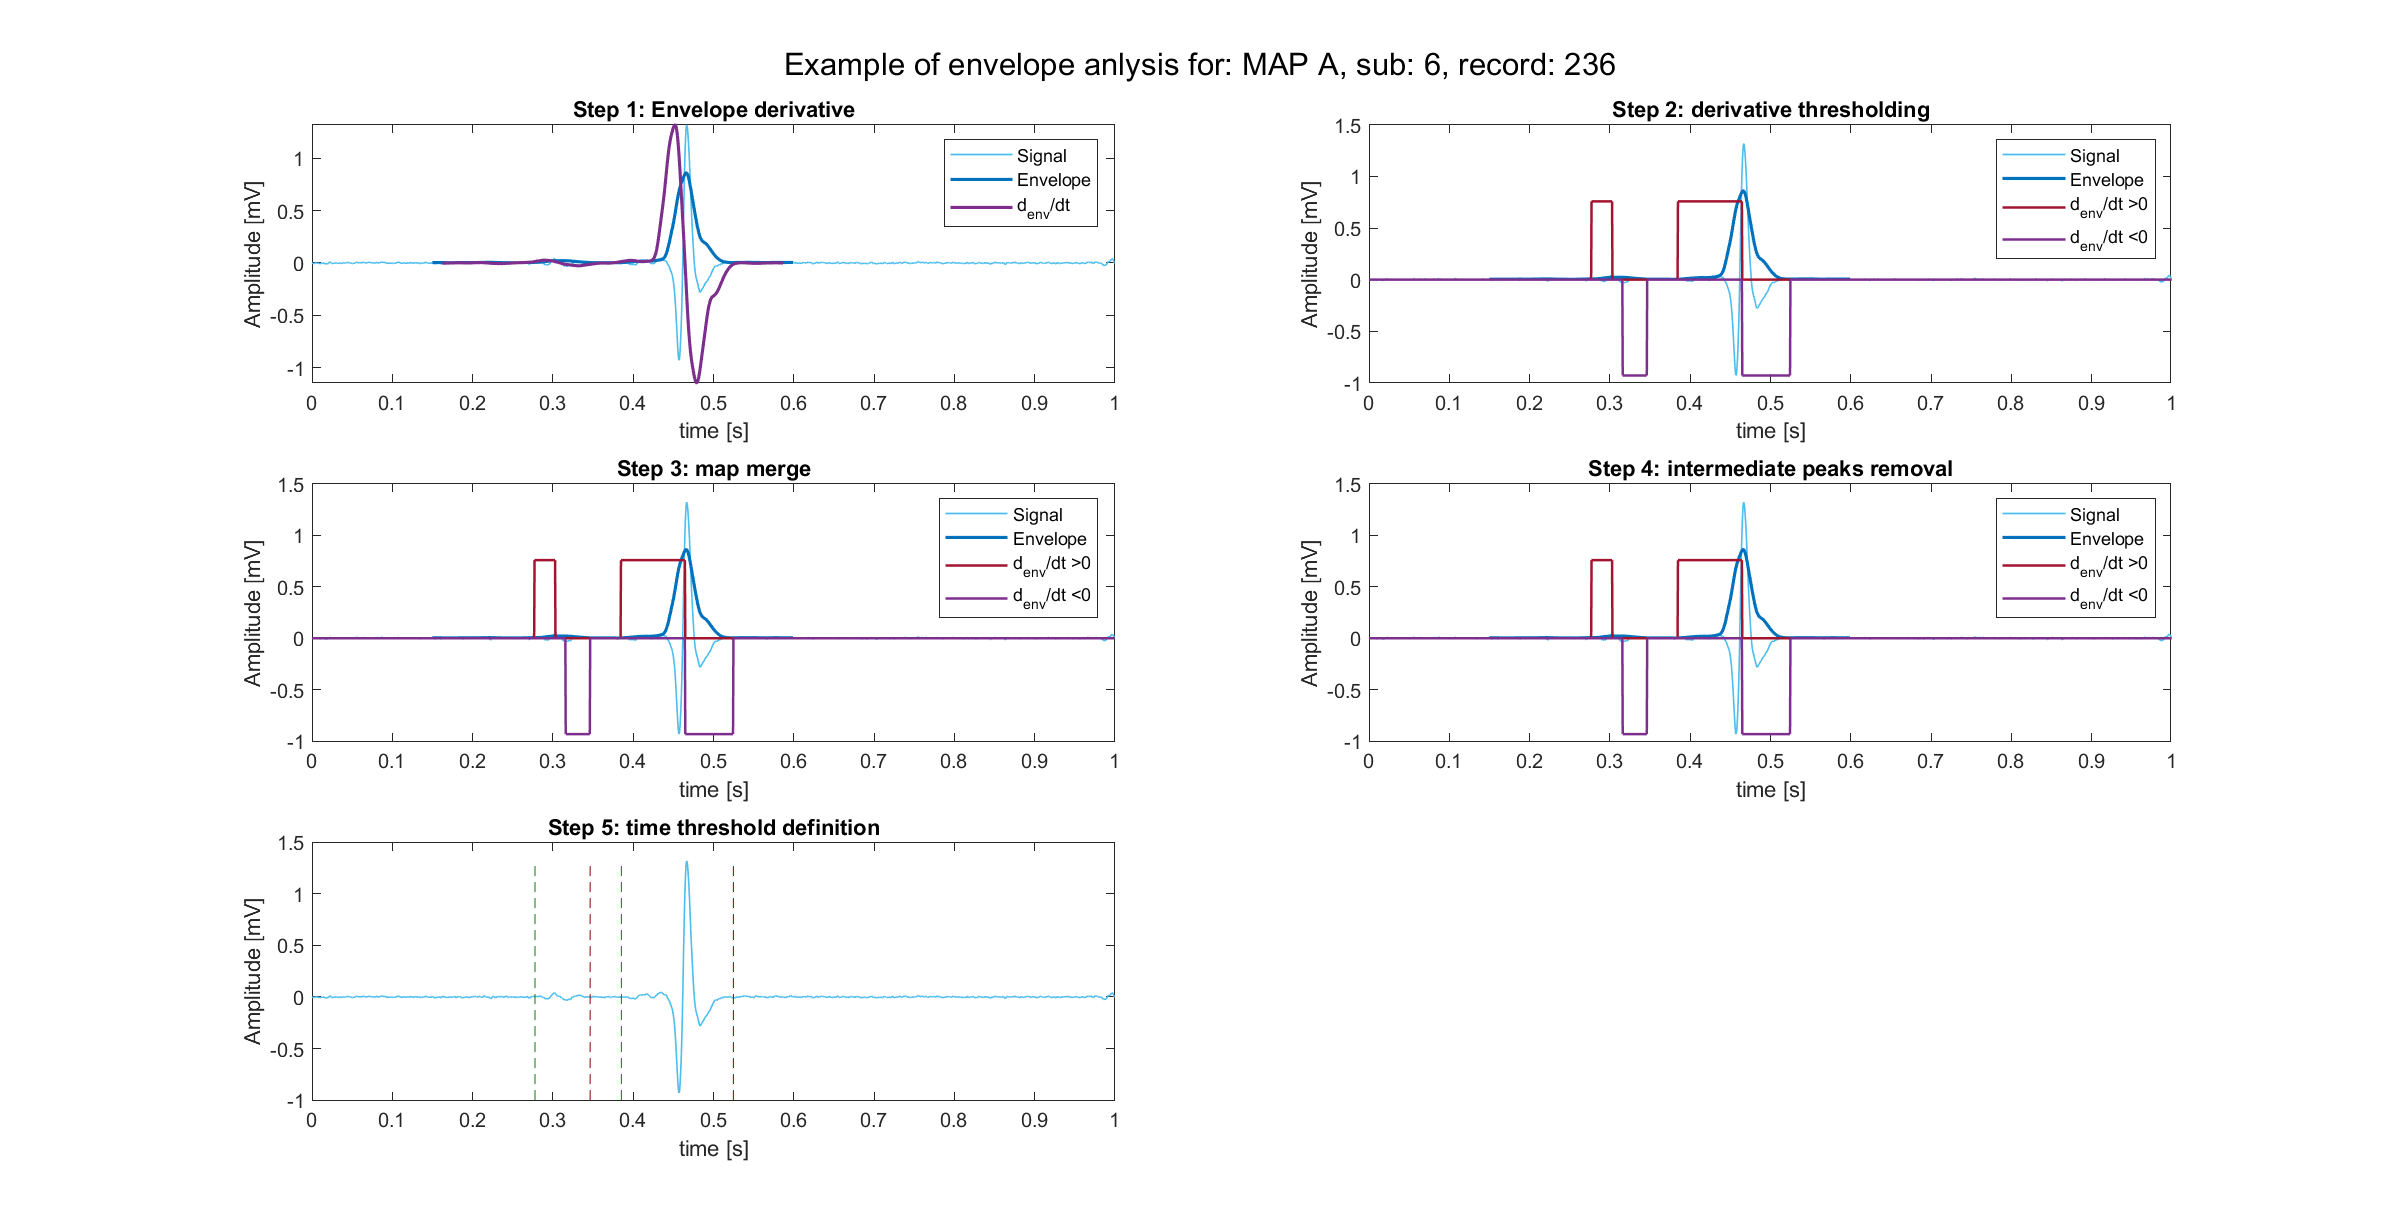 Example of envelope anlysis for: MAP A, sub: 6, record: 236
Step 1: Envelope derivative
Amplitude [mV]
1
0.5
0
-0.5
-1
Signal
Envelope
d_env/dt
0 0.1 0.2 0.3 0.4 0.5 0.6 0.7 0.8 0.9 1
time [s]
Step 2: derivative thresholding
Amplitude [mV]
1.5
1
0.5
0
-0.5
-1
Signal
Envelope
d_env/dt >0
d_env/dt <0
0 0.1 0.2 0.3 0.4 0.5 0.6 0.7 0.8 0.9 1
time [s]
Step 3: map merge
Amplitude [mV]
1.5
1
0.5
0
-0.5
-1
Signal
Envelope
d_env/dt >0
d_env/dt <0
0 0.1 0.2 0.3 0.4 0.5 0.6 0.7 0.8 0.9 1
time [s]
Step 4: intermediate peaks removal
Amplitude [mV]
1.5
1
0.5
0
-0.5
-1
Signal
Envelope
d_env/dt >0
d_env/dt <0
0 0.1 0.2 0.3 0.4 0.5 0.6 0.7 0.8 0.9 1
time [s]
Step 5: time threshold definition
Amplitude [mV]
1.5
1
0.5
0
-0.5
-1
0 0.1 0.2 0.3 0.4 0.5 0.6 0.7 0.8 0.9 1
time [s]